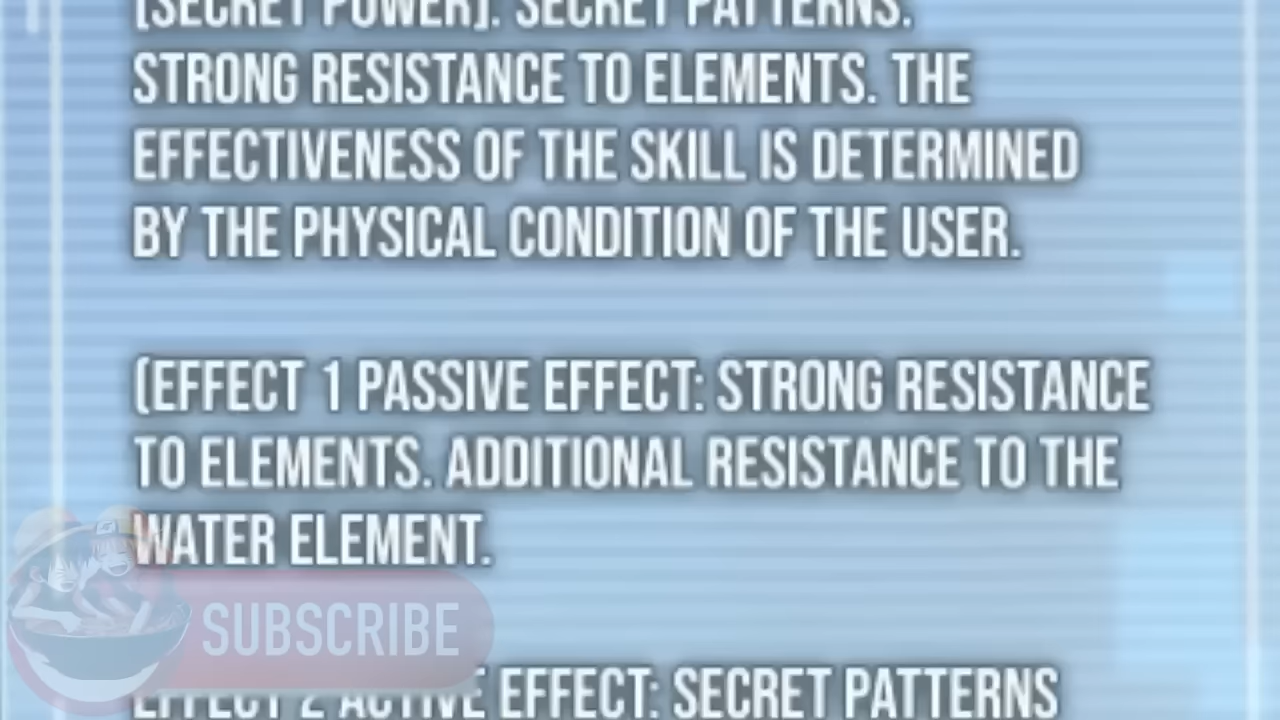 [SECRET POWER]. SECRET PATTERNS.
STRONG RESISTANCE TO ELEMENTS. THE
EFFECTIVENESS OF THE SKILL IS DETERMINED
BY THE PHYSICAL CONDITION OF THE USER.
(EFFECT 1 PASSIVE EFFECT: STRONG RESISTANCE
TO ELEMENTS. ADDITIONAL RESISTANCE TO THE
WATER ELEMENT.
SUBSCRIBE
EFFECT 2 ACTIVE EFFECT: SECRET PATTERNS